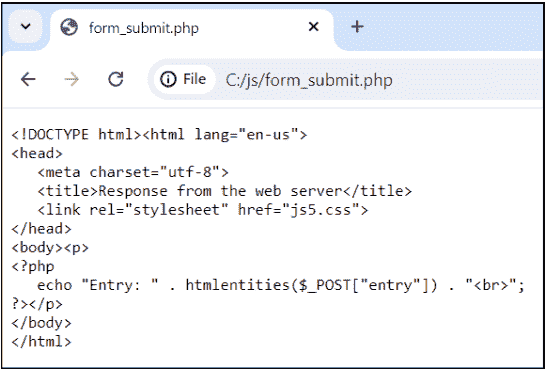 form_submit.php
File C:/js/form_submit.php
<!DOCTYPE html><html lang="en-us">
<head>
   <meta charset="utf-8">
   <title>Response from the web server</title>
   <link rel="stylesheet" href="js5.css">
</head>
<body><p>
<?php
   echo "Entry: " . htmlentities($_POST["entry"]) . "<br>";
?></p>
</body>
</html>